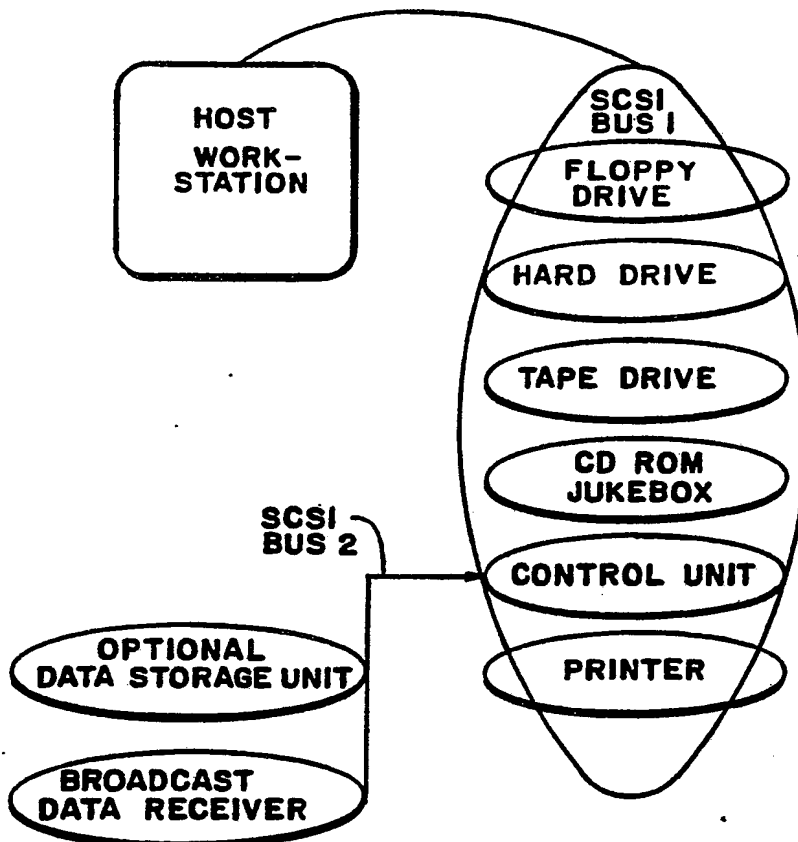 HOST
WORK-
STATION
SCSI
BUS 1
FLOPPY
DRIVE
HARD DRIVE
TAPE DRIVE
CD ROM
JUKEBOX
SCSI
BUS 2
CONTROL UNIT
OPTIONAL
DATA STORAGE UNIT
PRINTER
BROADCAST
DATA RECEIVER